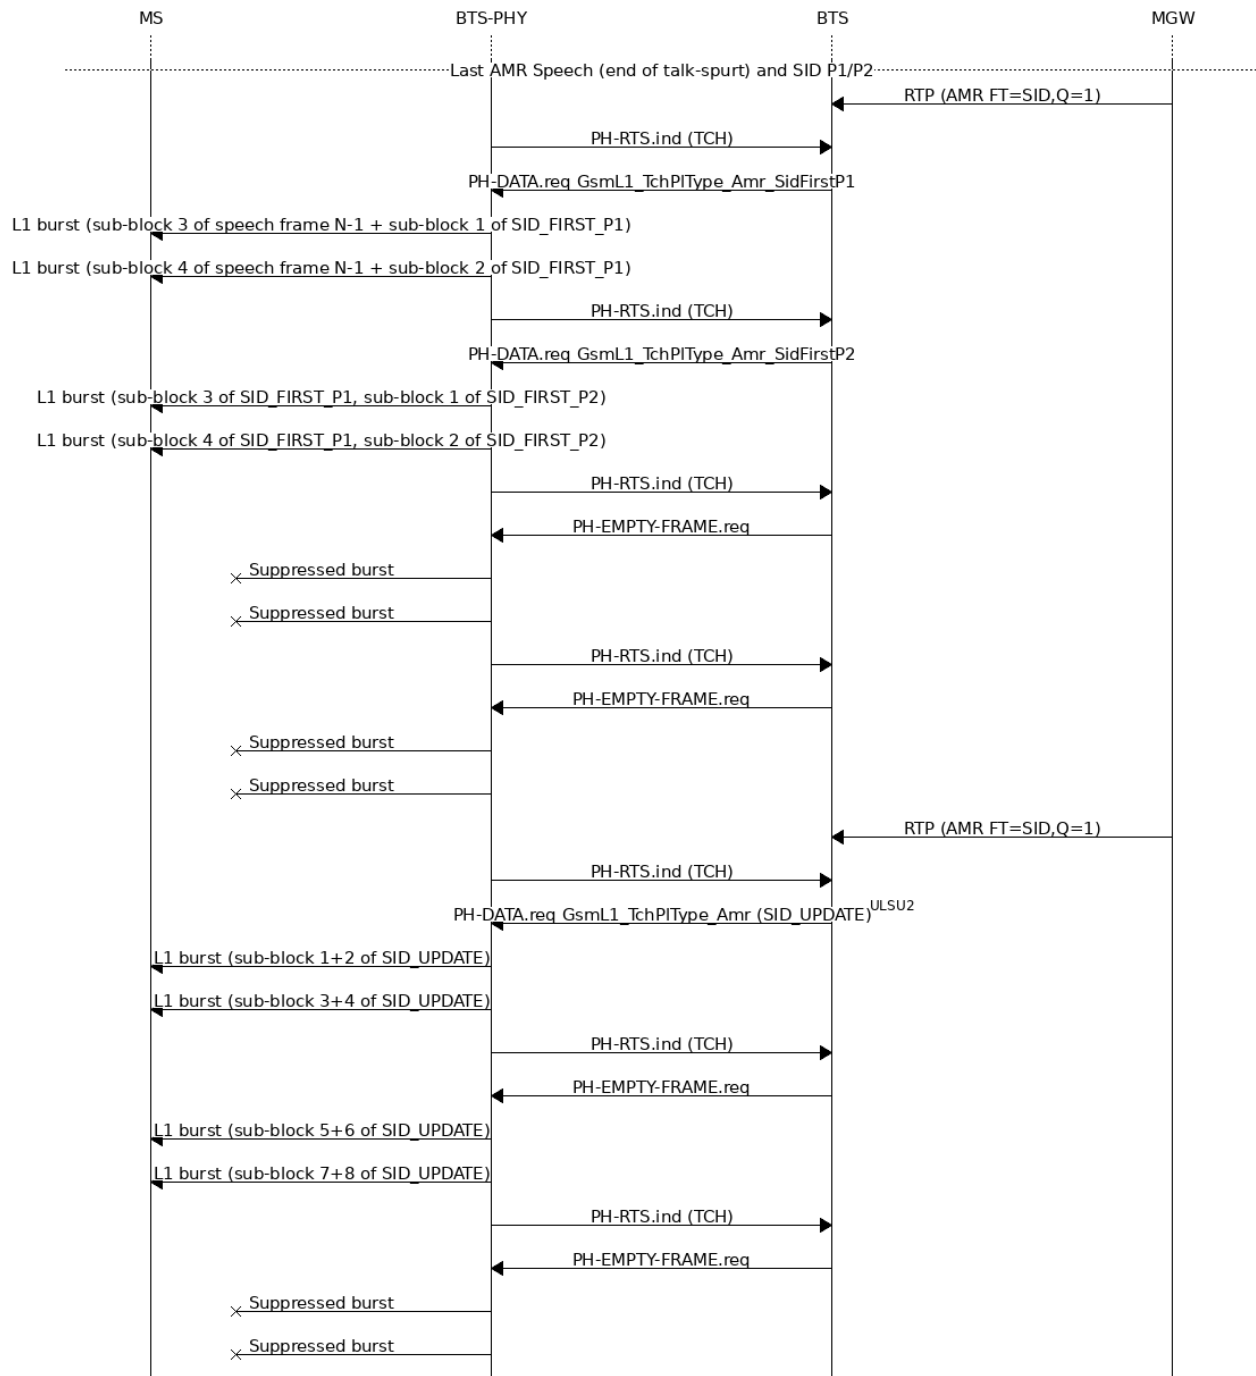 MS BTS-PHY BTS MGW
Last AMR Speech (end of talk-spurt) and SID P1/P2
RTP (AMR FT=SID,Q=1)
PH-RTS.ind (TCH)
PH-DATA.req GsmL1_TchPlType_Amr_SidFirstP1
L1 burst (sub-block 3 of speech frame N-1 + sub-block 1 of SID_FIRST_P1)
L1 burst (sub-block 4 of speech frame N-1 + sub-block 2 of SID_FIRST_P1)
PH-RTS.ind (TCH)
PH-DATA.req GsmL1_TchPlType_Amr_SidFirstP2
L1 burst (sub-block 3 of SID_FIRST_P1, sub-block 1 of SID_FIRST_P2)
L1 burst (sub-block 4 of SID_FIRST_P1, sub-block 2 of SID_FIRST_P2)
PH-RTS.ind (TCH)
PH-EMPTY-FRAME.req
Suppressed burst
Suppressed burst
PH-RTS.ind (TCH)
PH-EMPTY-FRAME.req
Suppressed burst
Suppressed burst
RTP (AMR FT=SID,Q=1)
PH-RTS.ind (TCH)
PH-DATA.req GsmL1_TchPlType_Amr (SID_UPDATE)ULSU2
L1 burst (sub-block 1+2 of SID_UPDATE)
L1 burst (sub-block 3+4 of SID_UPDATE)
PH-RTS.ind (TCH)
PH-EMPTY-FRAME.req
L1 burst (sub-block 5+6 of SID_UPDATE)
L1 burst (sub-block 7+8 of SID_UPDATE)
PH-RTS.ind (TCH)
PH-EMPTY-FRAME.req
Suppressed burst
Suppressed burst